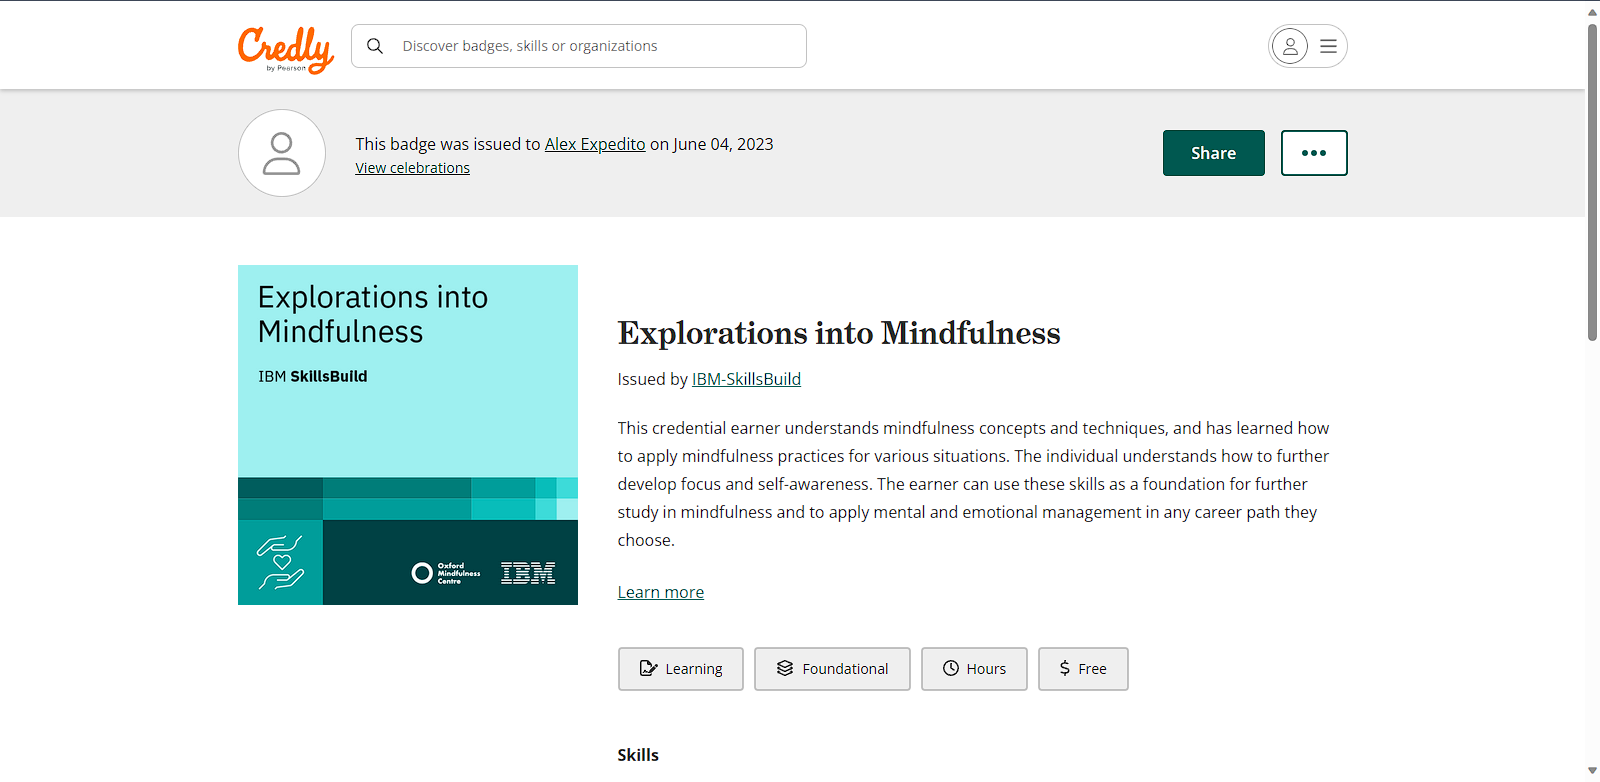 Credly
by Pearson
Discover badges, skills or organizations
This badge was issued to Alex Expedito on June 04, 2023
View celebrations
Share
•••
Explorations into
Mindfulness
IBM SkillsBuild
Oxford
Mindfulness
Centre
IBM
Explorations into Mindfulness
Issued by IBM-SkillsBuild
This credential earner understands mindfulness concepts and techniques, and has learned how
to apply mindfulness practices for various situations. The individual understands how to further
develop focus and self-awareness. The earner can use these skills as a foundation for further
study in mindfulness and to apply mental and emotional management in any career path they
choose.
Learn more
Learning
Foundational
Hours
$ Free
Skills